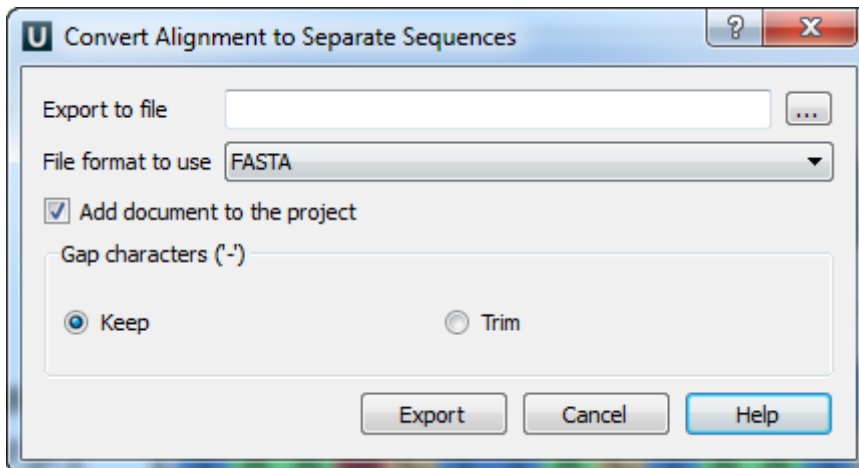 U Convert Alignment to Separate Sequences ? X
Export to file ...
File format to use FASTA
Add document to the project
Gap characters ('-')
Keep Trim
Export Cancel Help